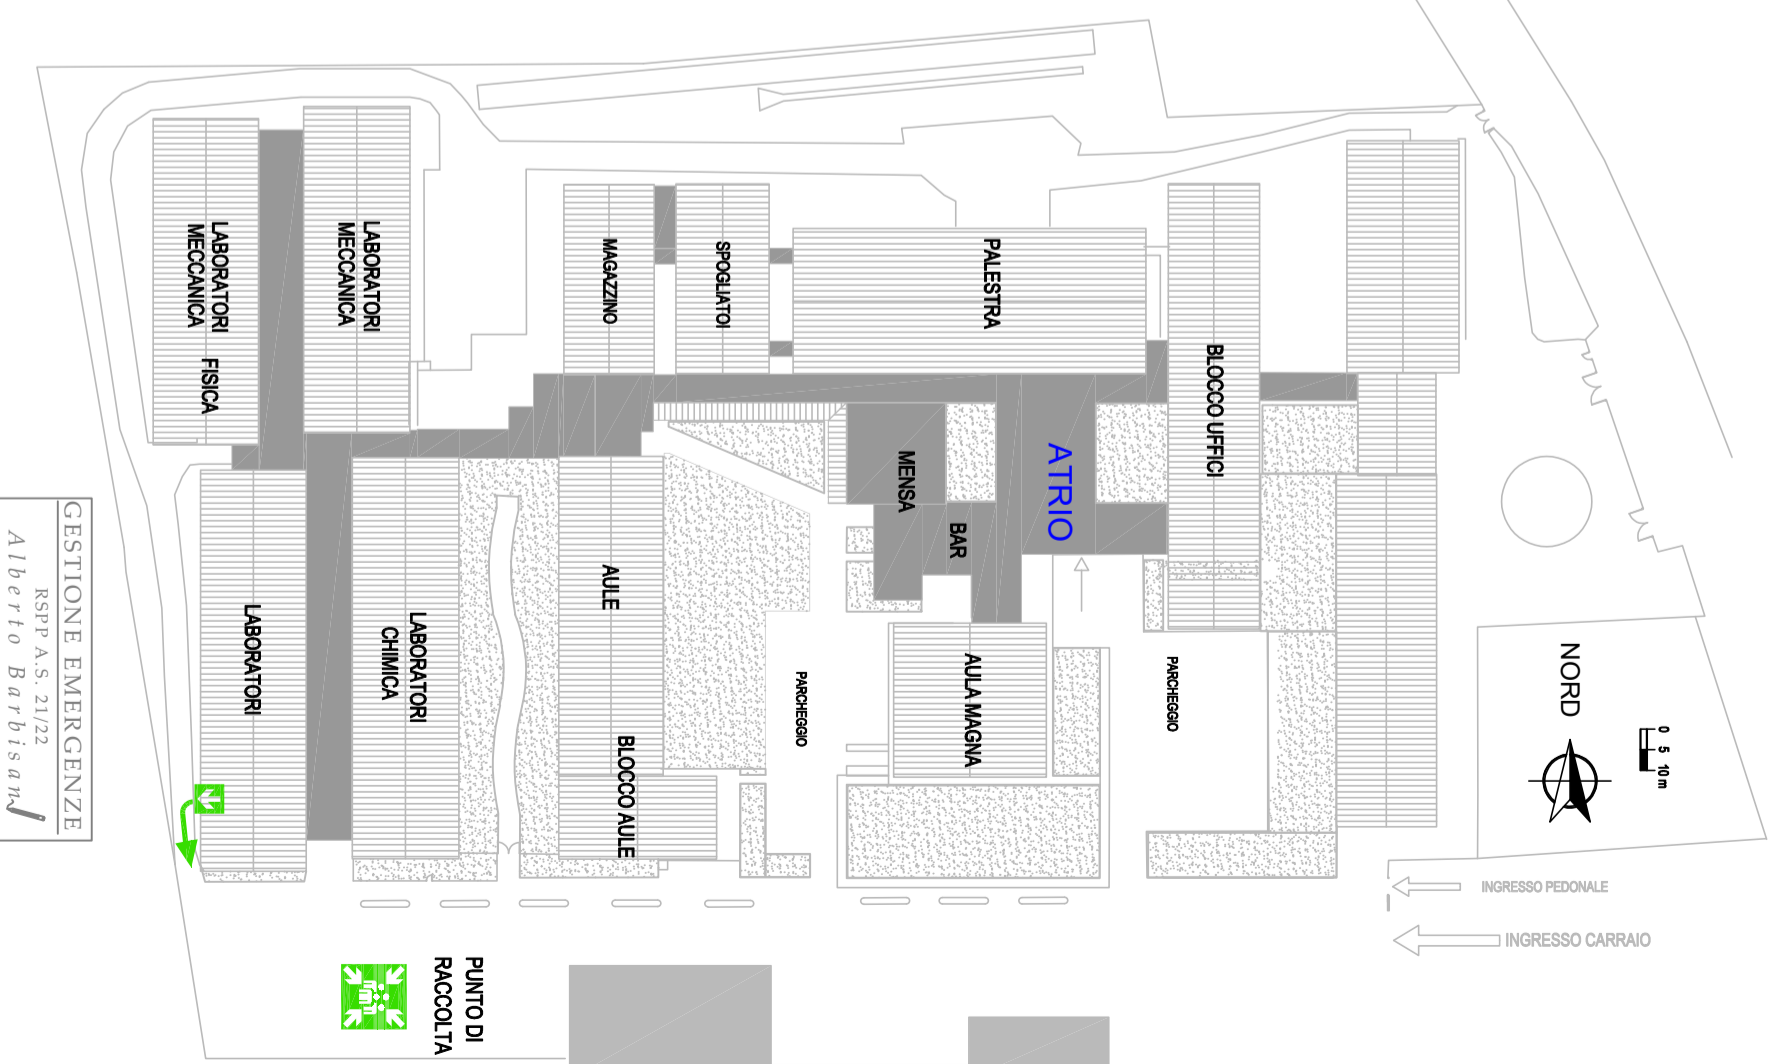 LABORATORI
MECCANICA
FISICA
LABORATORI
MECCANICA
MAGAZZINO
SPOGLIATOI
PALESTRA
BLOCCO UFFICI
MENSA
BAR
ATRIO
AULE
BLOCCO AULE
LABORATORI
CHIMICA
LABORATORI
AULA MAGNA
PARCHEGGIO
PARCHEGGIO
NORD
0 5 10 m
INGRESSO PEDONALE
INGRESSO CARRAIO
PUNTO DI
RACCOLTA
GESTIONE EMERGENZE
RSPP A.S. 21/22
Alberto Barbisan